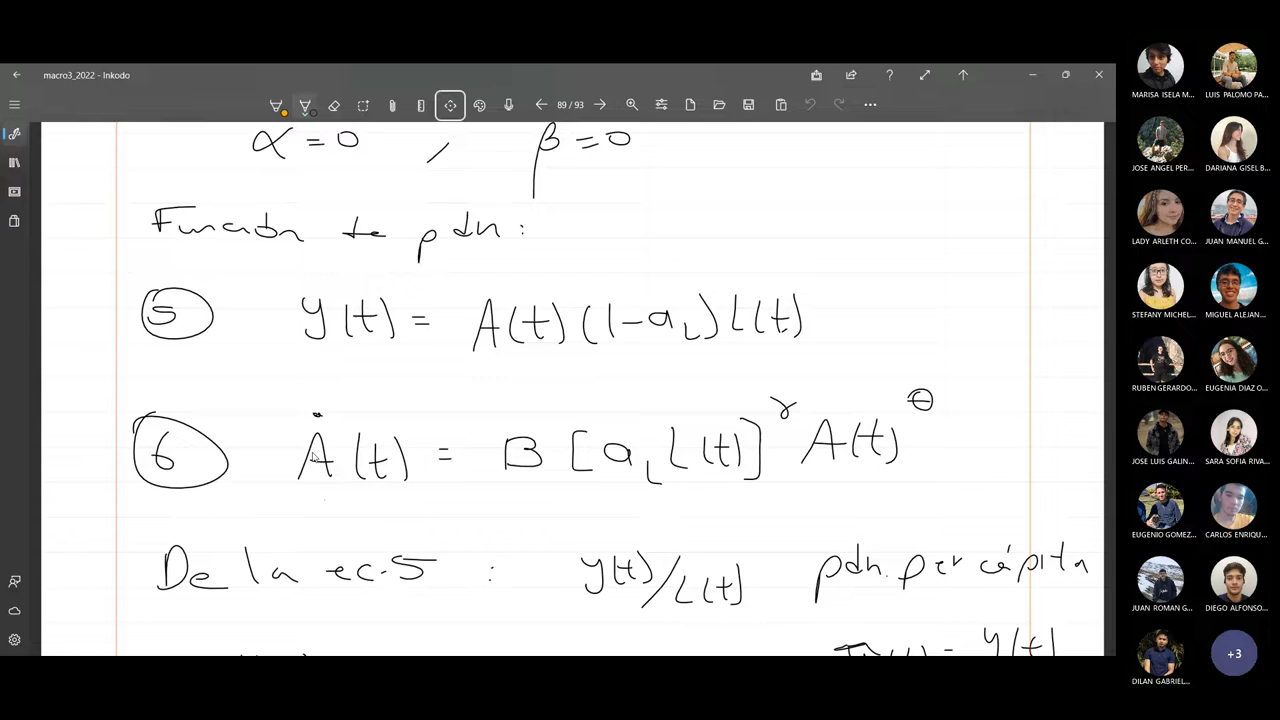 macro3_2022 - Inkodo
89 / 93
α = 0 , β = 0
Función de pdn :
5 Y(t) = A(t) (1-a_L) L(t)
6 Ȧ(t) = B [a_L L(t)]^γ A(t)^θ
De la ec. 5 : Y(t)/L(t) pdn. per cápita
= Y(t)
MARISA ISELA M...
LUIS PALOMO PA...
JOSE ANGEL PER...
DARIANA GISEL B...
LADY ARLETH CO...
JUAN MANUEL G...
STEFANY MICHEL...
MIGUEL ALEJAN...
RUBEN GERARDO...
EUGENIA DIAZ O...
JOSE LUIS GALIN...
SARA SOFIA RIVA...
EUGENIO GOMEZ...
CARLOS ENRIQU...
JUAN ROMAN G...
DIEGO ALFONSO...
DILAN GABRIEL...
+3